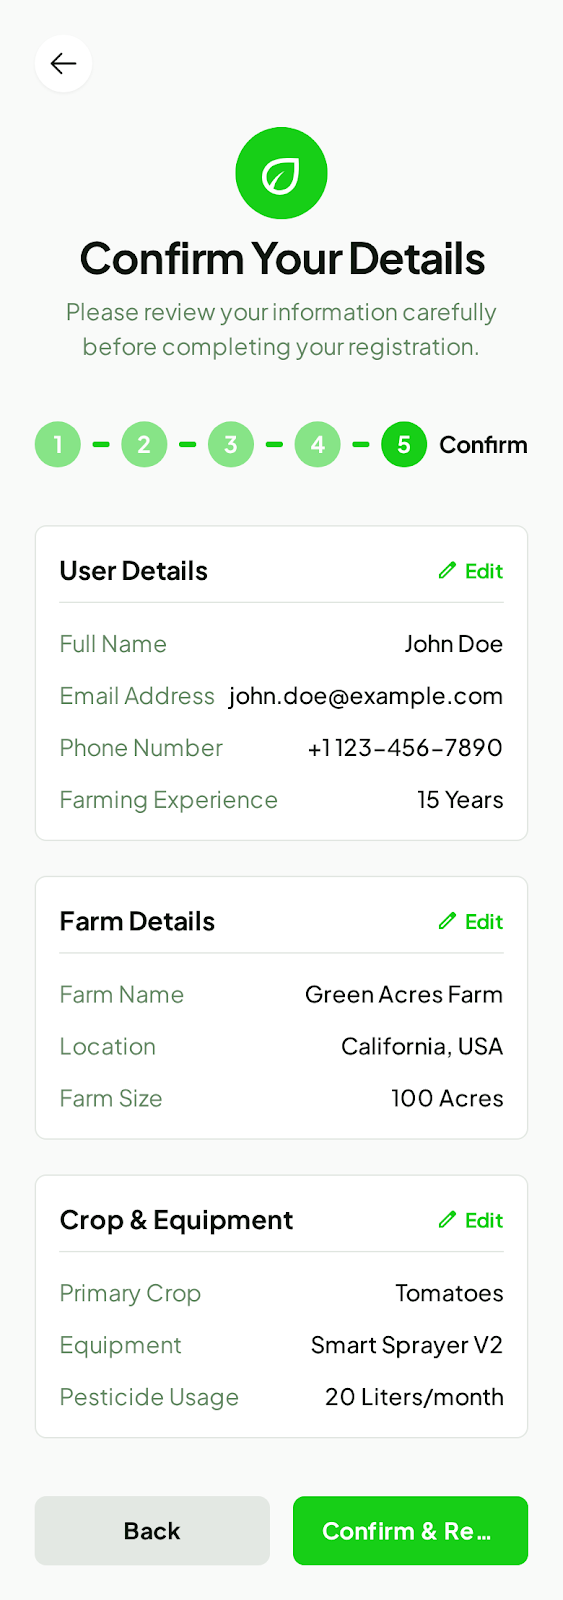 Confirm Your Details
Please review your information carefully
before completing your registration.
1 2 3 4 5 Confirm
User Details Edit
Full Name John Doe
Email Address john.doe@example.com
Phone Number +1 123-456-7890
Farming Experience 15 Years
Farm Details Edit
Farm Name Green Acres Farm
Location California, USA
Farm Size 100 Acres
Crop & Equipment Edit
Primary Crop Tomatoes
Equipment Smart Sprayer V2
Pesticide Usage 20 Liters/month
Back Confirm & Re...